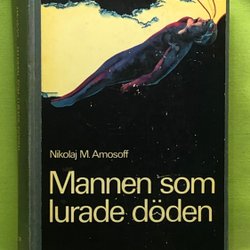 Nikolaj M. Amosoff
Mannen som
lurade döden